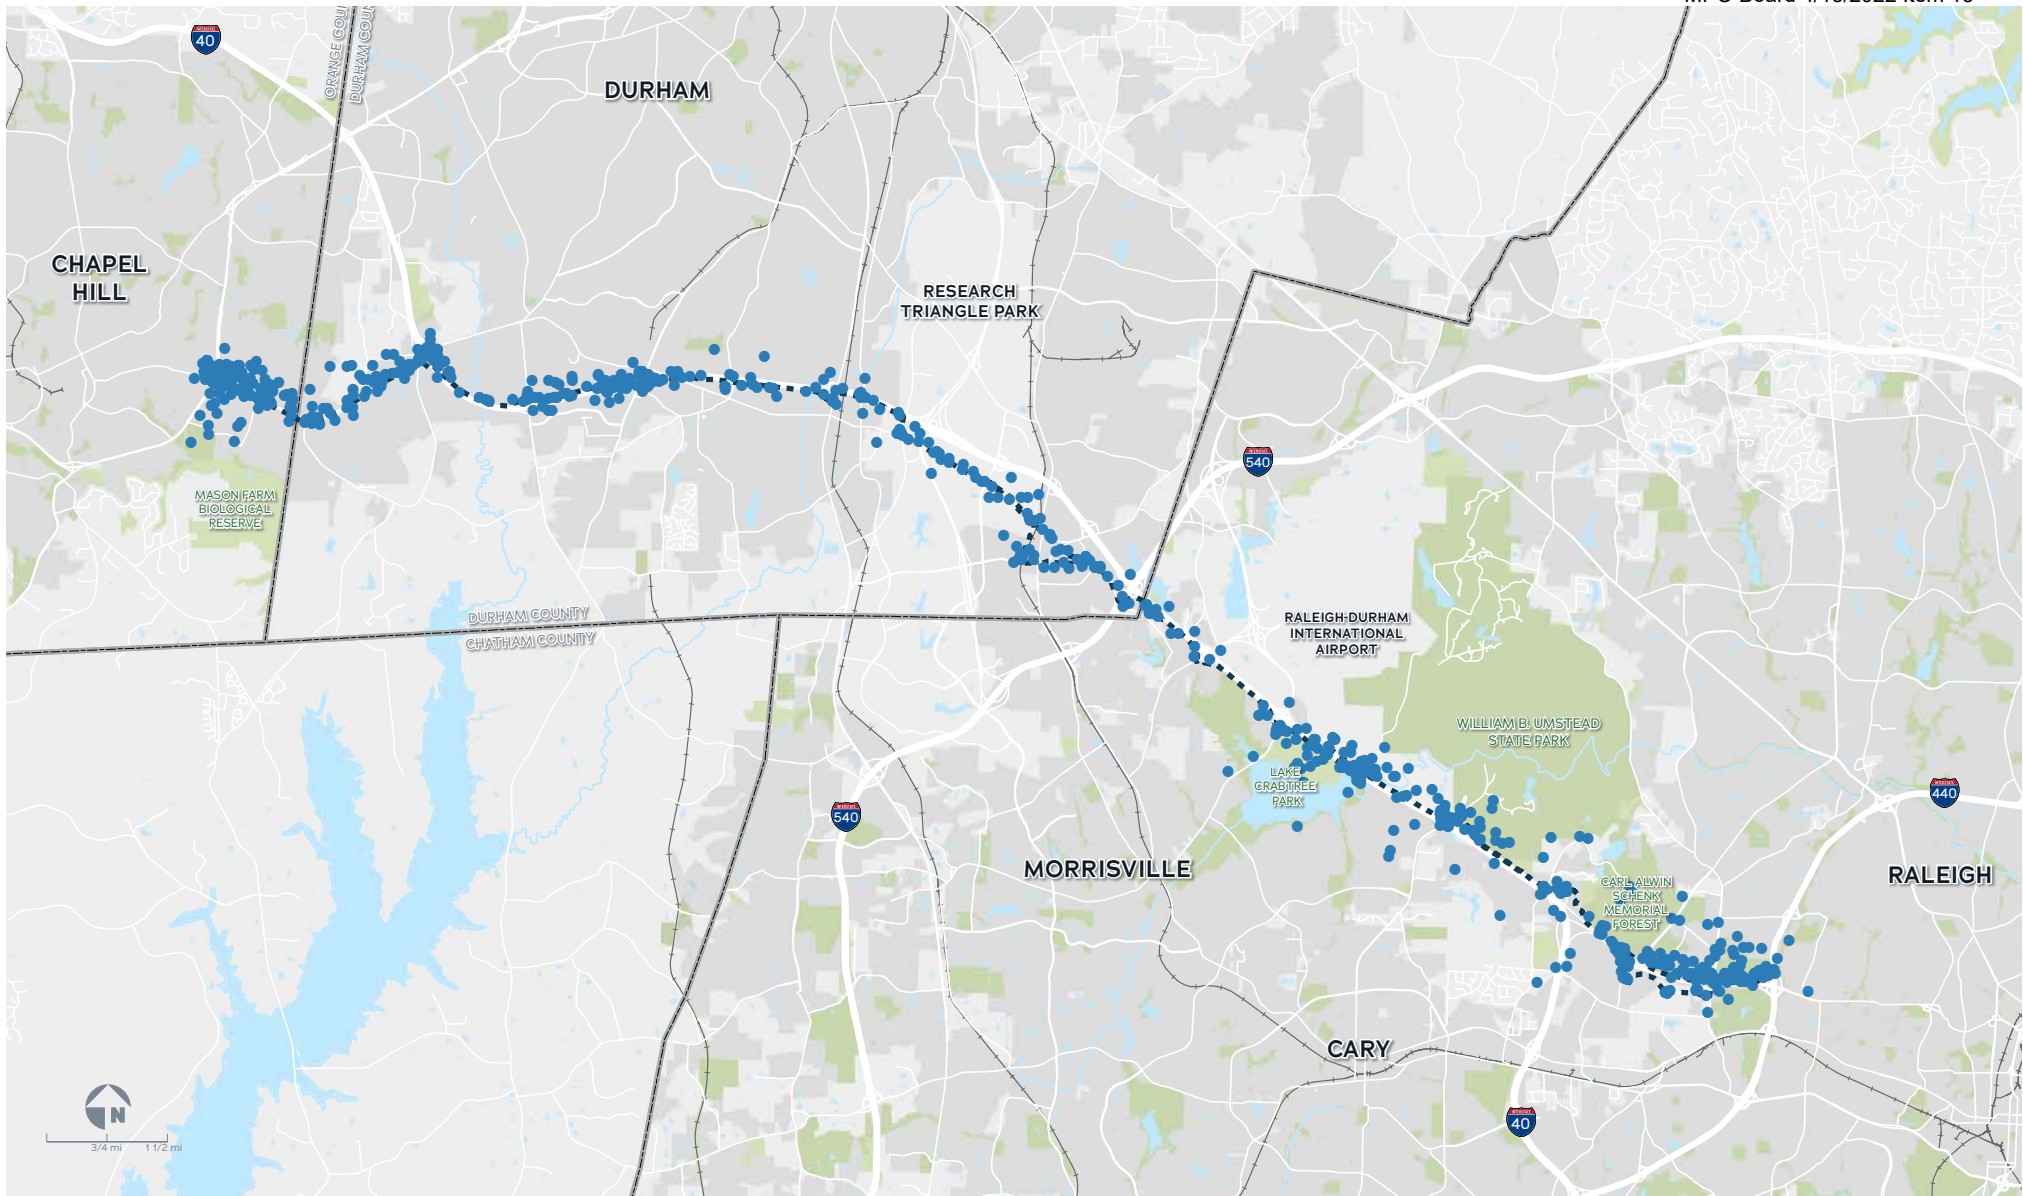 40
ORANGE COU
DURHAM COUN
DURHAM
CHAPEL
HILL
RESEARCH
TRIANGLE PARK
540
MASON FARM
BIOLOGICAL
RESERVE
DURHAM COUNTY
CHATHAM COUNTY
RALEIGH-DURHAM
INTERNATIONAL
AIRPORT
WILLIAM B. UMSTEAD
STATE PARK
LAKE
CRABTREE
PARK
440
540
MORRISVILLE
RALEIGH
CARL ALWIN
SCHENK
MEMORIAL
FOREST
CARY
N
40
3/4 mi
1 1/2 mi